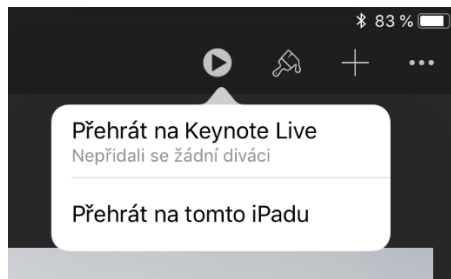 83 %
Přehrát na Keynote Live
Nepřidali se žádní diváci
Přehrát na tomto iPadu